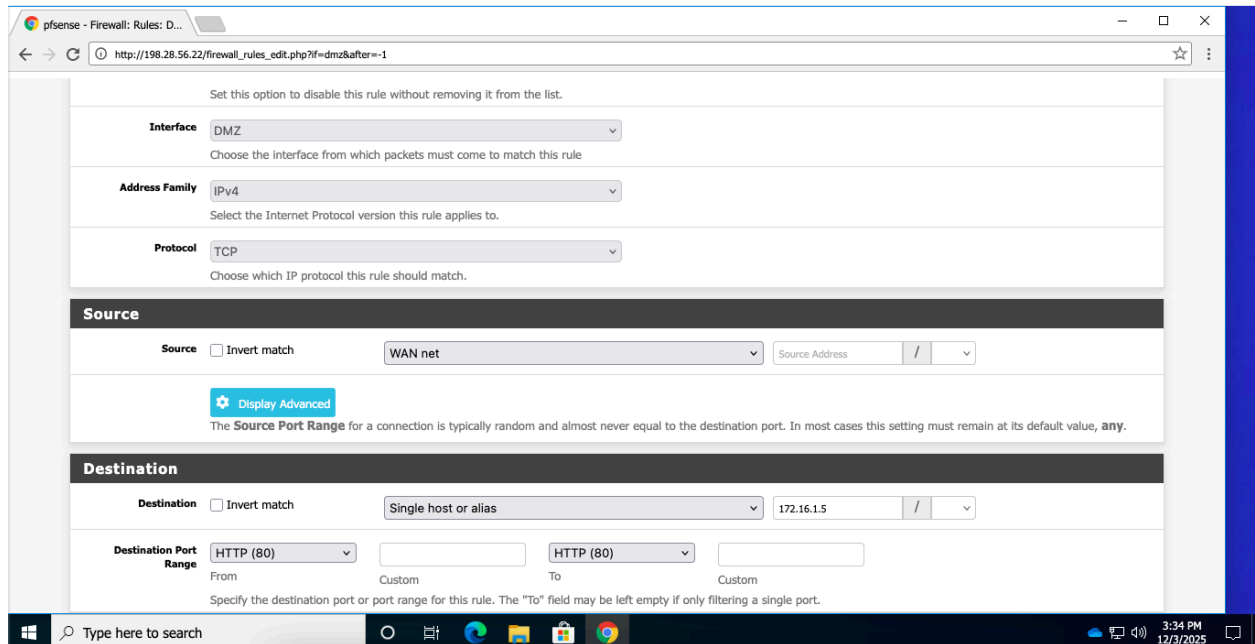 pfsense - Firewall: Rules: D...
http://198.28.56.22/firewall_rules_edit.php?if=dmz&after=-1
Set this option to disable this rule without removing it from the list.
Interface DMZ
Choose the interface from which packets must come to match this rule
Address Family IPv4
Select the Internet Protocol version this rule applies to.
Protocol TCP
Choose which IP protocol this rule should match.
Source
Source Invert match WAN net Source Address /
Display Advanced
The Source Port Range for a connection is typically random and almost never equal to the destination port. In most cases this setting must remain at its default value, any.
Destination
Destination Invert match Single host or alias 172.16.1.5 /
Destination Port Range HTTP (80) HTTP (80)
From Custom To Custom
Specify the destination port or port range for this rule. The "To" field may be left empty if only filtering a single port.
Type here to search
3:34 PM
12/3/2025